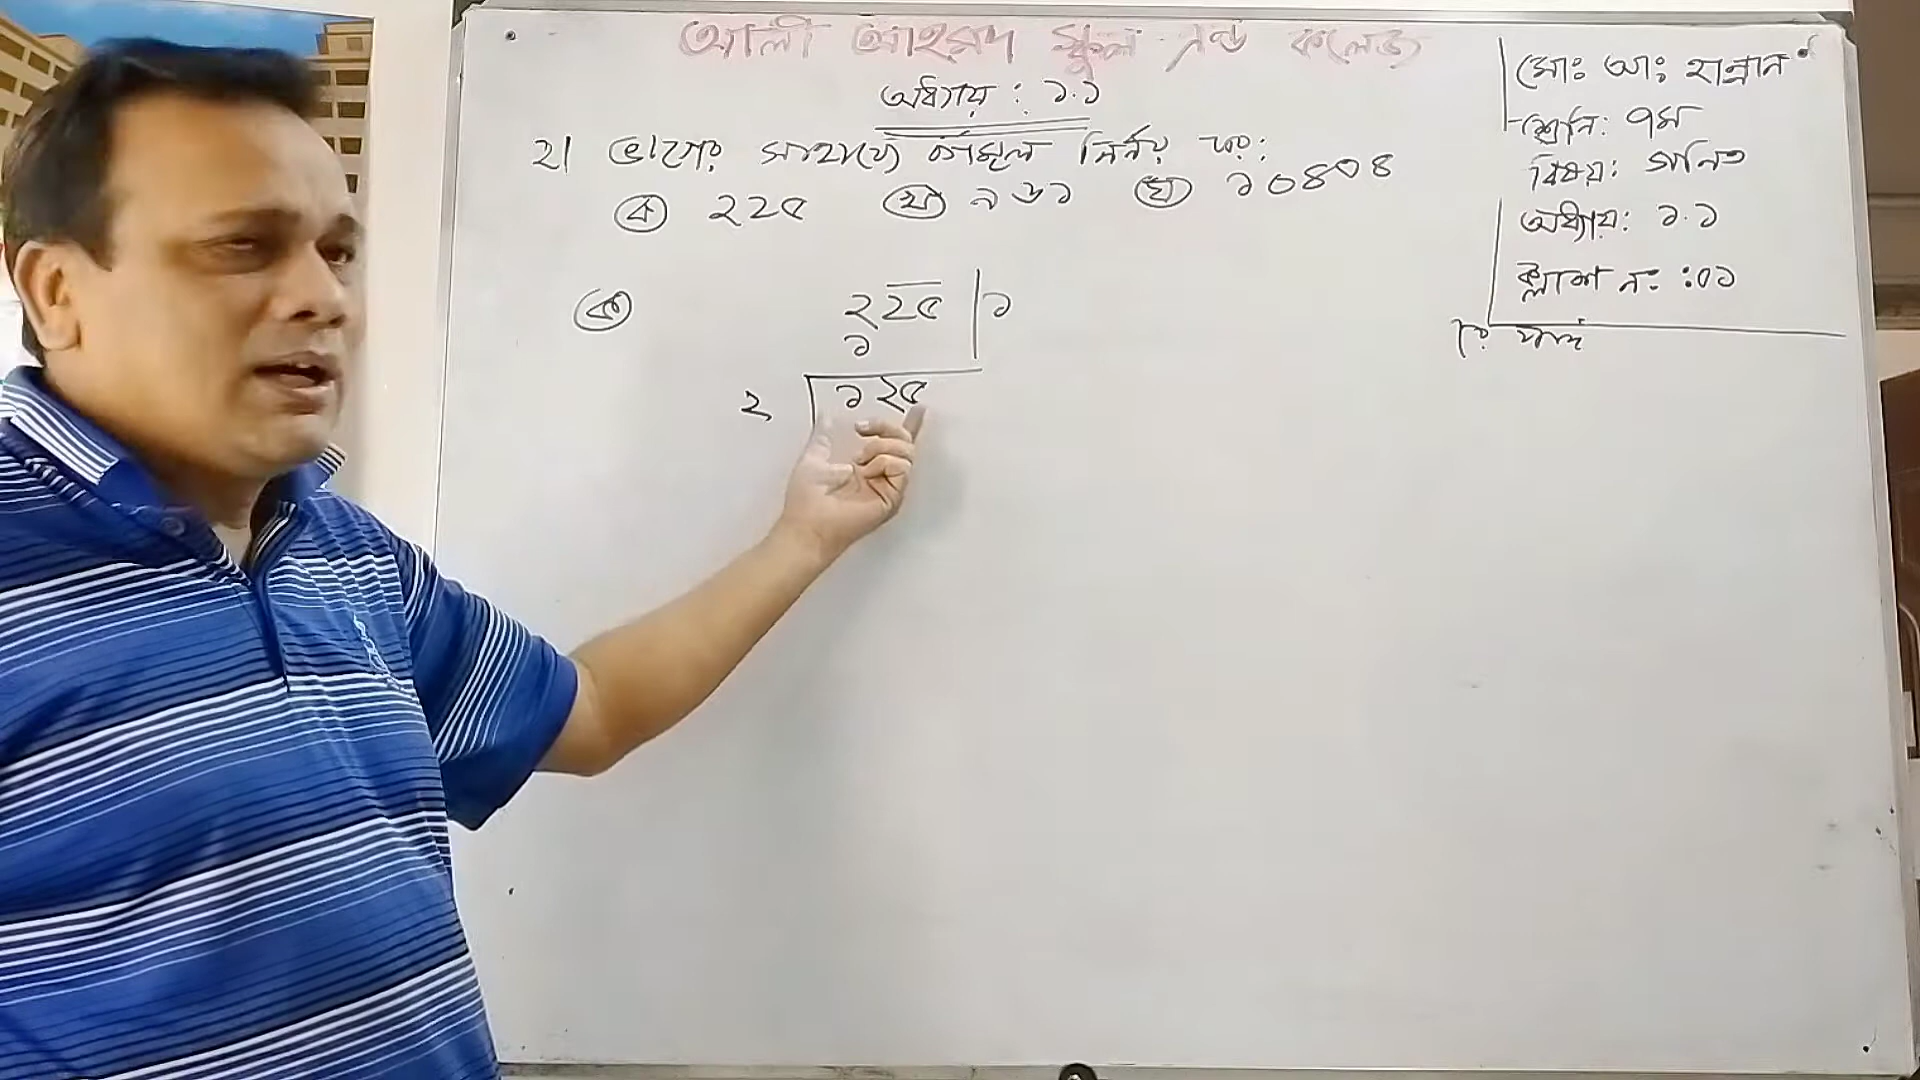 আলী আহমদ স্কুল এন্ড কলেজ
অধ্যায় : ১.১
২। ভাগের সাহায্যে বর্গমূল নির্ণয় কর:
ক ২২৫ খ ৯৬১ ঘ ১০৪০৪
ক ২২৫ ১
১
২ ১২৫
মোঃ আঃ হান্নান
শ্রেনি: ৭ম
বিষয়: গনিত
অধ্যায়: ১.১
ক্লাশ নং :০১